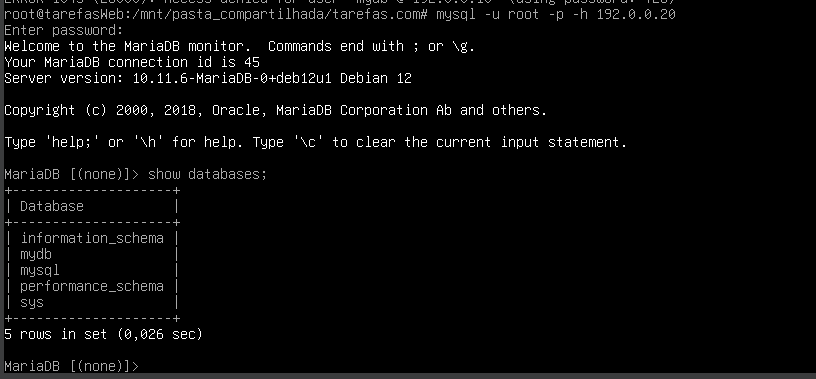 root@tarefasWeb:/mnt/pasta_compartilhada/tarefas.com# mysql -u root -p -h 192.0.0.20
Enter password:
Welcome to the MariaDB monitor.  Commands end with ; or \g.
Your MariaDB connection id is 45
Server version: 10.11.6-MariaDB-0+deb12u1 Debian 12

Copyright (c) 2000, 2018, Oracle, MariaDB Corporation Ab and others.

Type 'help;' or '\h' for help. Type '\c' to clear the current input statement.

MariaDB [(none)]> show databases;
+--------------------+
| Database           |
+--------------------+
| information_schema |
| mydb               |
| mysql              |
| performance_schema |
| sys                |
+--------------------+
5 rows in set (0,026 sec)

MariaDB [(none)]>